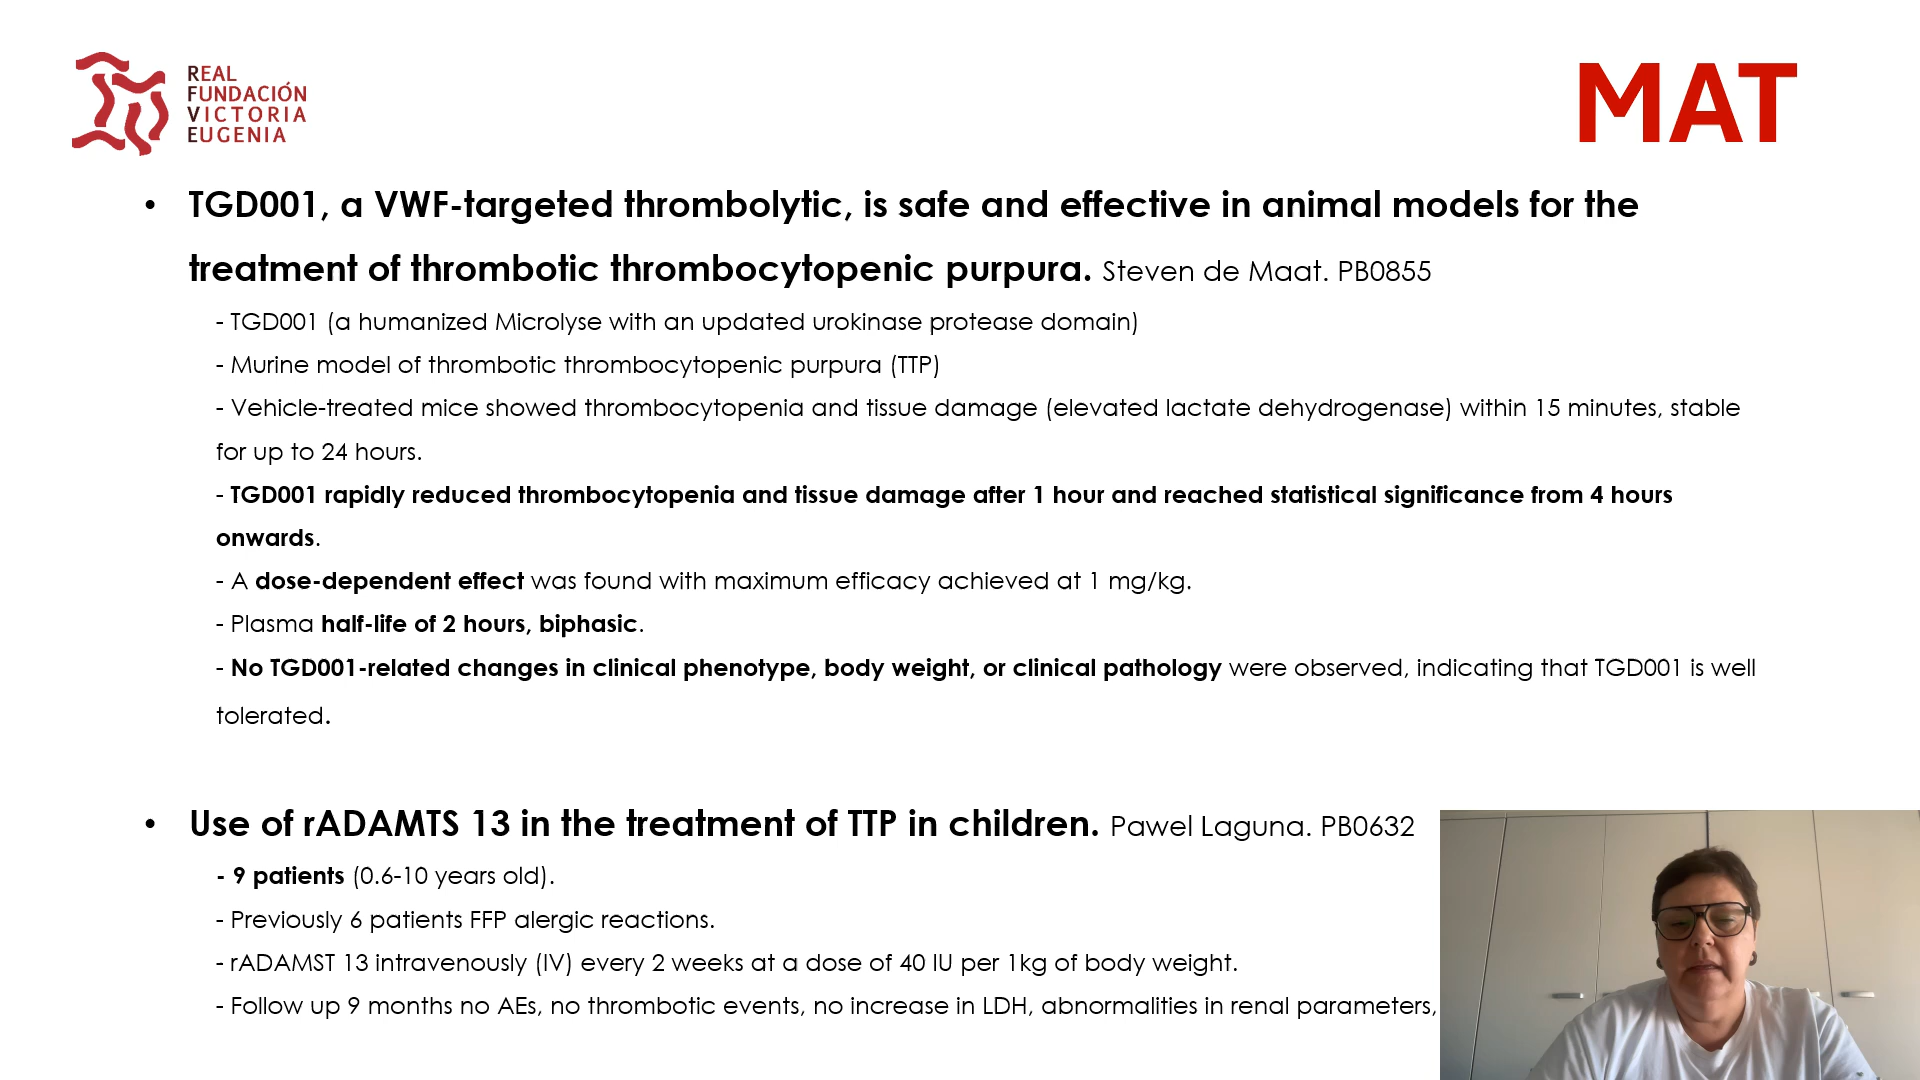 REAL
FUNDACIÓN
VICTORIA
EUGENIA
MAT
• TGD001, a VWF-targeted thrombolytic, is safe and effective in animal models for the
treatment of thrombotic thrombocytopenic purpura. Steven de Maat. PB0855
- TGD001 (a humanized Microlyse with an updated urokinase protease domain)
- Murine model of thrombotic thrombocytopenic purpura (TTP)
- Vehicle-treated mice showed thrombocytopenia and tissue damage (elevated lactate dehydrogenase) within 15 minutes, stable
for up to 24 hours.
- TGD001 rapidly reduced thrombocytopenia and tissue damage after 1 hour and reached statistical significance from 4 hours
onwards.
- A dose-dependent effect was found with maximum efficacy achieved at 1 mg/kg.
- Plasma half-life of 2 hours, biphasic.
- No TGD001-related changes in clinical phenotype, body weight, or clinical pathology were observed, indicating that TGD001 is well
tolerated.
• Use of rADAMTS 13 in the treatment of TTP in children. Pawel Laguna. PB0632
- 9 patients (0.6-10 years old).
- Previously 6 patients FFP alergic reactions.
- rADAMST 13 intravenously (IV) every 2 weeks at a dose of 40 IU per 1kg of body weight.
- Follow up 9 months no AEs, no thrombotic events, no increase in LDH, abnormalities in renal parameters,